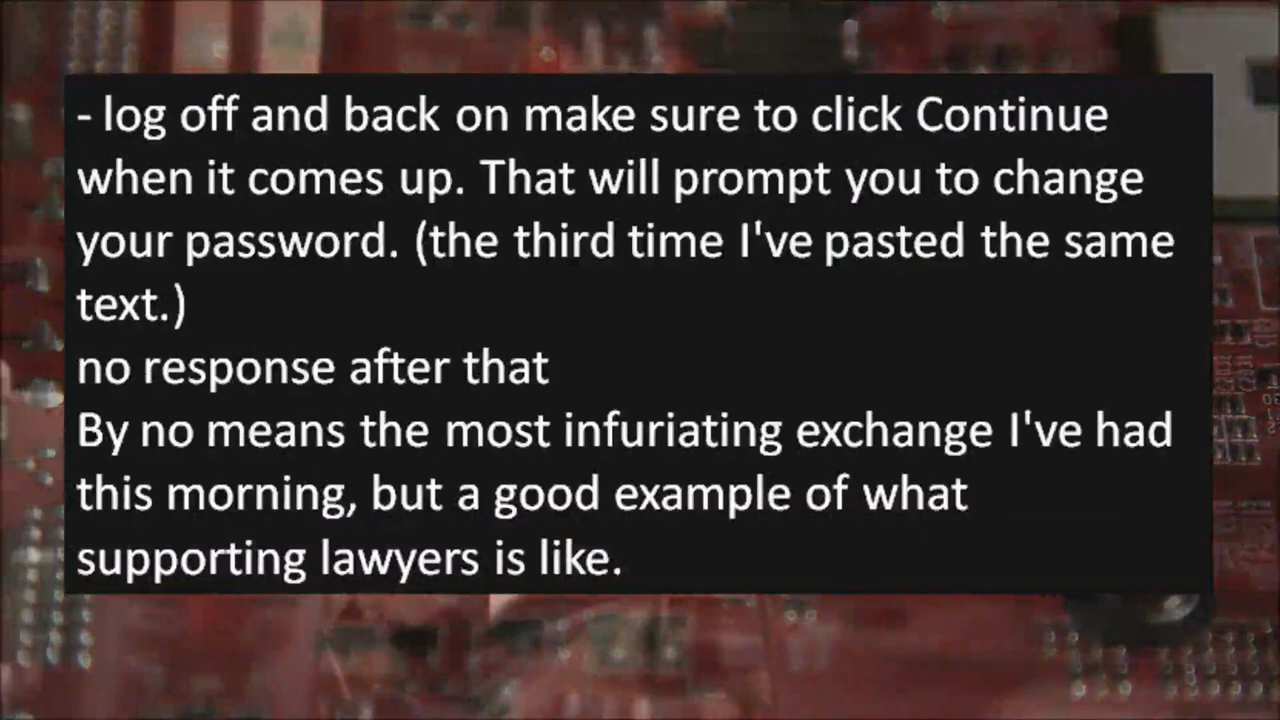 - log off and back on make sure to click Continue
when it comes up. That will prompt you to change
your password. (the third time I've pasted the same
text.)
no response after that
By no means the most infuriating exchange I've had
this morning, but a good example of what
supporting lawyers is like.